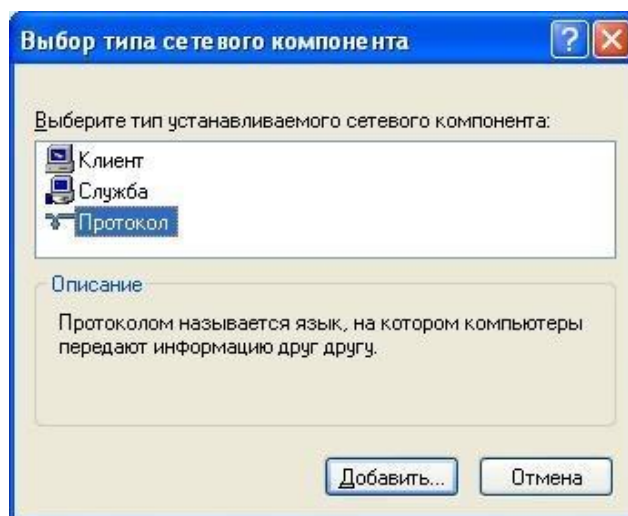 Выбор типа сетевого компонента
Выберите тип устанавливаемого сетевого компонента:
Клиент
Служба
Протокол
Описание
Протоколом называется язык, на котором компьютеры
передают информацию друг другу.
Добавить...
Отмена